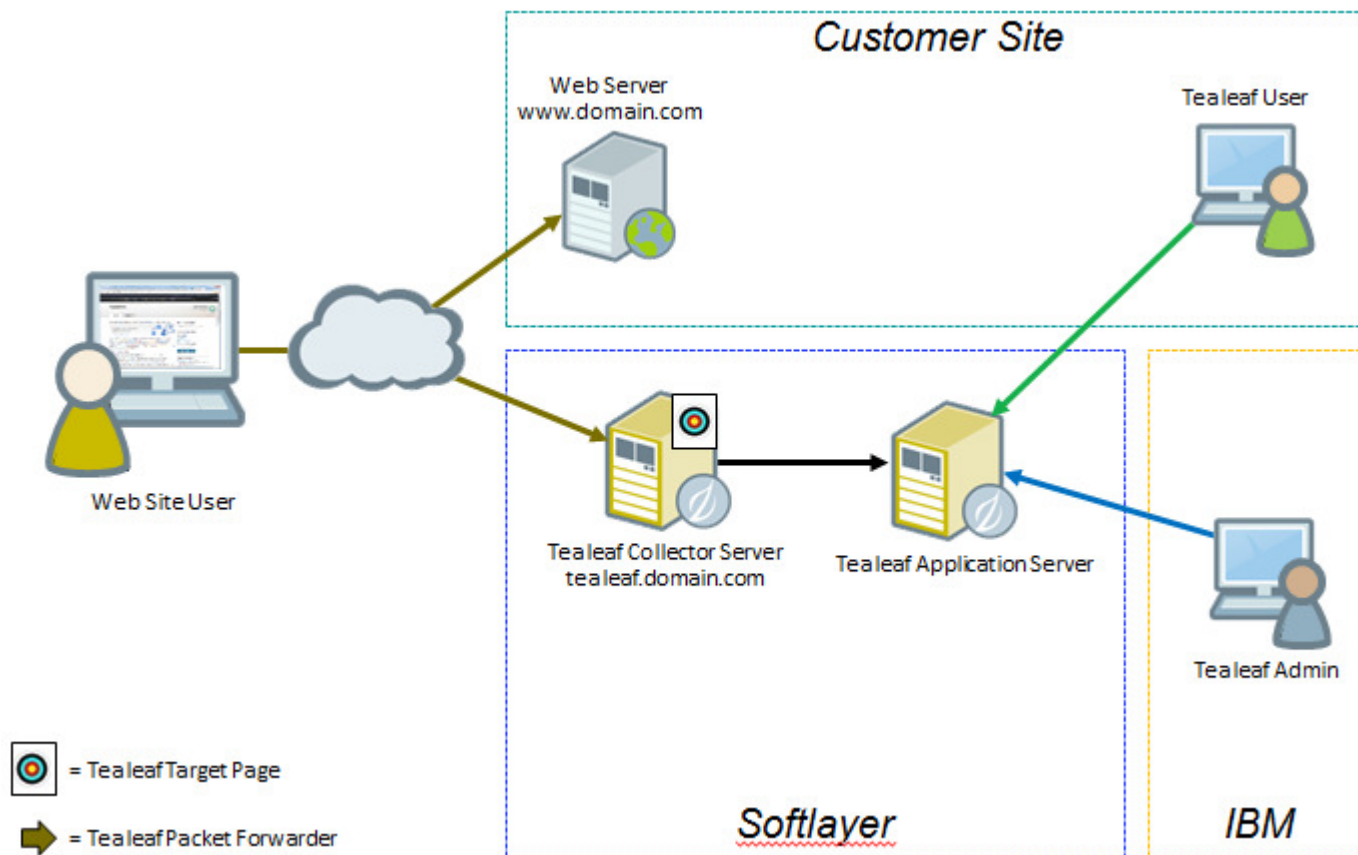 Customer Site
Web Server
www.domain.com
Tealeaf User
Web Site User
Tealeaf Collector Server
tealeaf.domain.com
Tealeaf Application Server
Tealeaf Admin
= Tealeaf Target Page
= Tealeaf Packet Forwarder
Softlayer
IBM